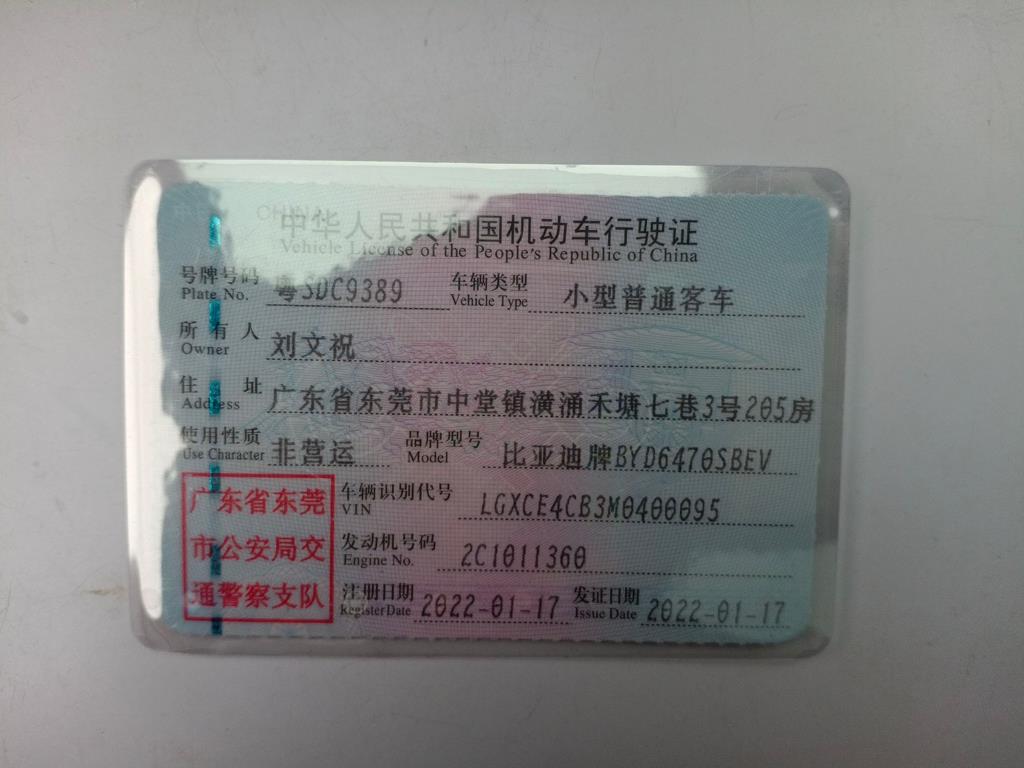 中华人民共和国机动车行驶证
Vehicle License of the People's Republic of China
号牌号码 粤SDC9389 车辆类型 小型普通客车
Plate No. Vehicle Type
所有人 刘文祝
Owner
住址 广东省东莞市中堂镇潢涌禾塘七巷3号205房
Address
使用性质 非营运 品牌型号 比亚迪牌BYD6470SBEV
Use Character Model
广东省东莞
市公安局交
通警察支队
车辆识别代号 LGXCE4CB3M0400095
VIN
发动机号码 2C1011360
Engine No.
注册日期 2022-01-17 发证日期 2022-01-17
Register Date Issue Date